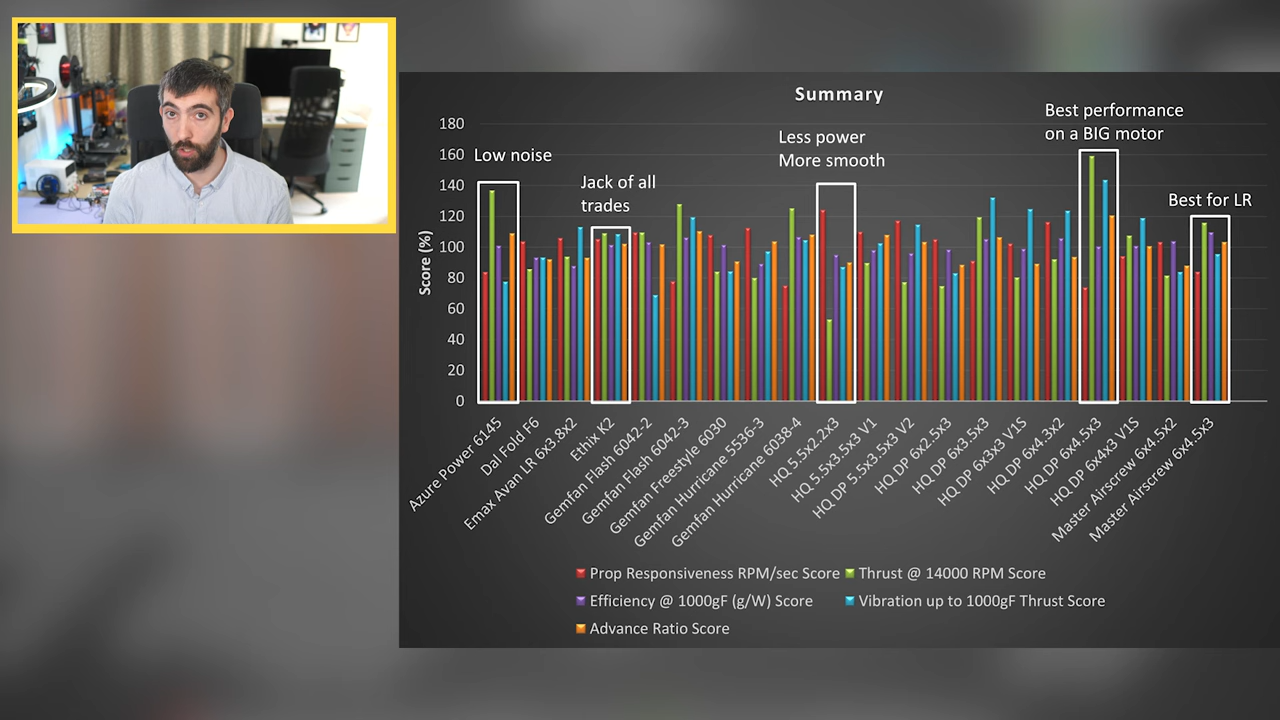 Summary
Best performance
on a BIG motor
Less power
More smooth
Low noise
Jack of all
trades
Best for LR
Score (%)
180
160
140
120
100
80
60
40
20
0
Azure Power 6145
Dal Fold F6
Emax Avan LR 6x3.8x2
Ethix K2
Gemfan Flash 6042-2
Gemfan Flash 6042-3
Gemfan Freestyle 6030
Gemfan Hurricane 5536-3
Gemfan Hurricane 6038-4
HQ 5.5x2.2x3
HQ 5.5x3.5x3 V1
HQ DP 5.5x3.5x3 V2
HQ DP 6x2.5x3
HQ DP 6x3.5x3
HQ DP 6x3x3 V1S
HQ DP 6x4.3x2
HQ DP 6x4.5x3
HQ DP 6x4x3 V1S
Master Airscrew 6x4.5x2
Master Airscrew 6x4.5x3
Prop Responsiveness RPM/sec Score
Thrust @ 14000 RPM Score
Efficiency @ 1000gF (g/W) Score
Vibration up to 1000gF Thrust Score
Advance Ratio Score